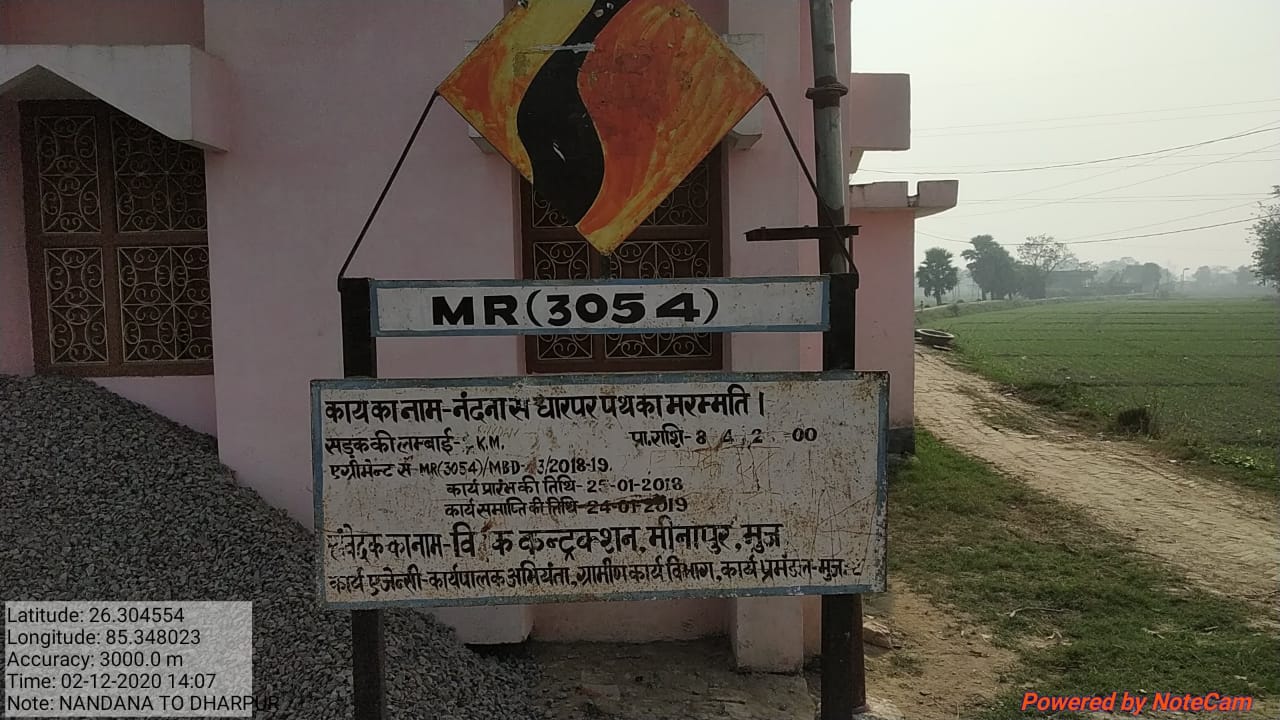 MR(3054)
कार्य का नाम-नंदना से धारपुर पथ का मरम्मति।
सड़क की लम्बाई- K.M. प्रा.राशि-
एग्रीमेन्ट सं MR(3054)/MBD- 3/2018-19.
कार्य प्रारंभ की तिथि-25-01-2018
कार्य समाप्ति की तिथि-24-01-2019
संवेदक का नाम- कन्ट्रक्शन, मीनापुर, मुज
कार्य एजेन्सी-कार्यपालक अभियंता, ग्रामीण कार्य विभाग, कार्य प्रमंडल-मुज.
Latitude: 26.304554
Longitude: 85.348023
Accuracy: 3000.0 m
Time: 02-12-2020 14:07
Note: NANDANA TO DHARPUR
Powered by NoteCam